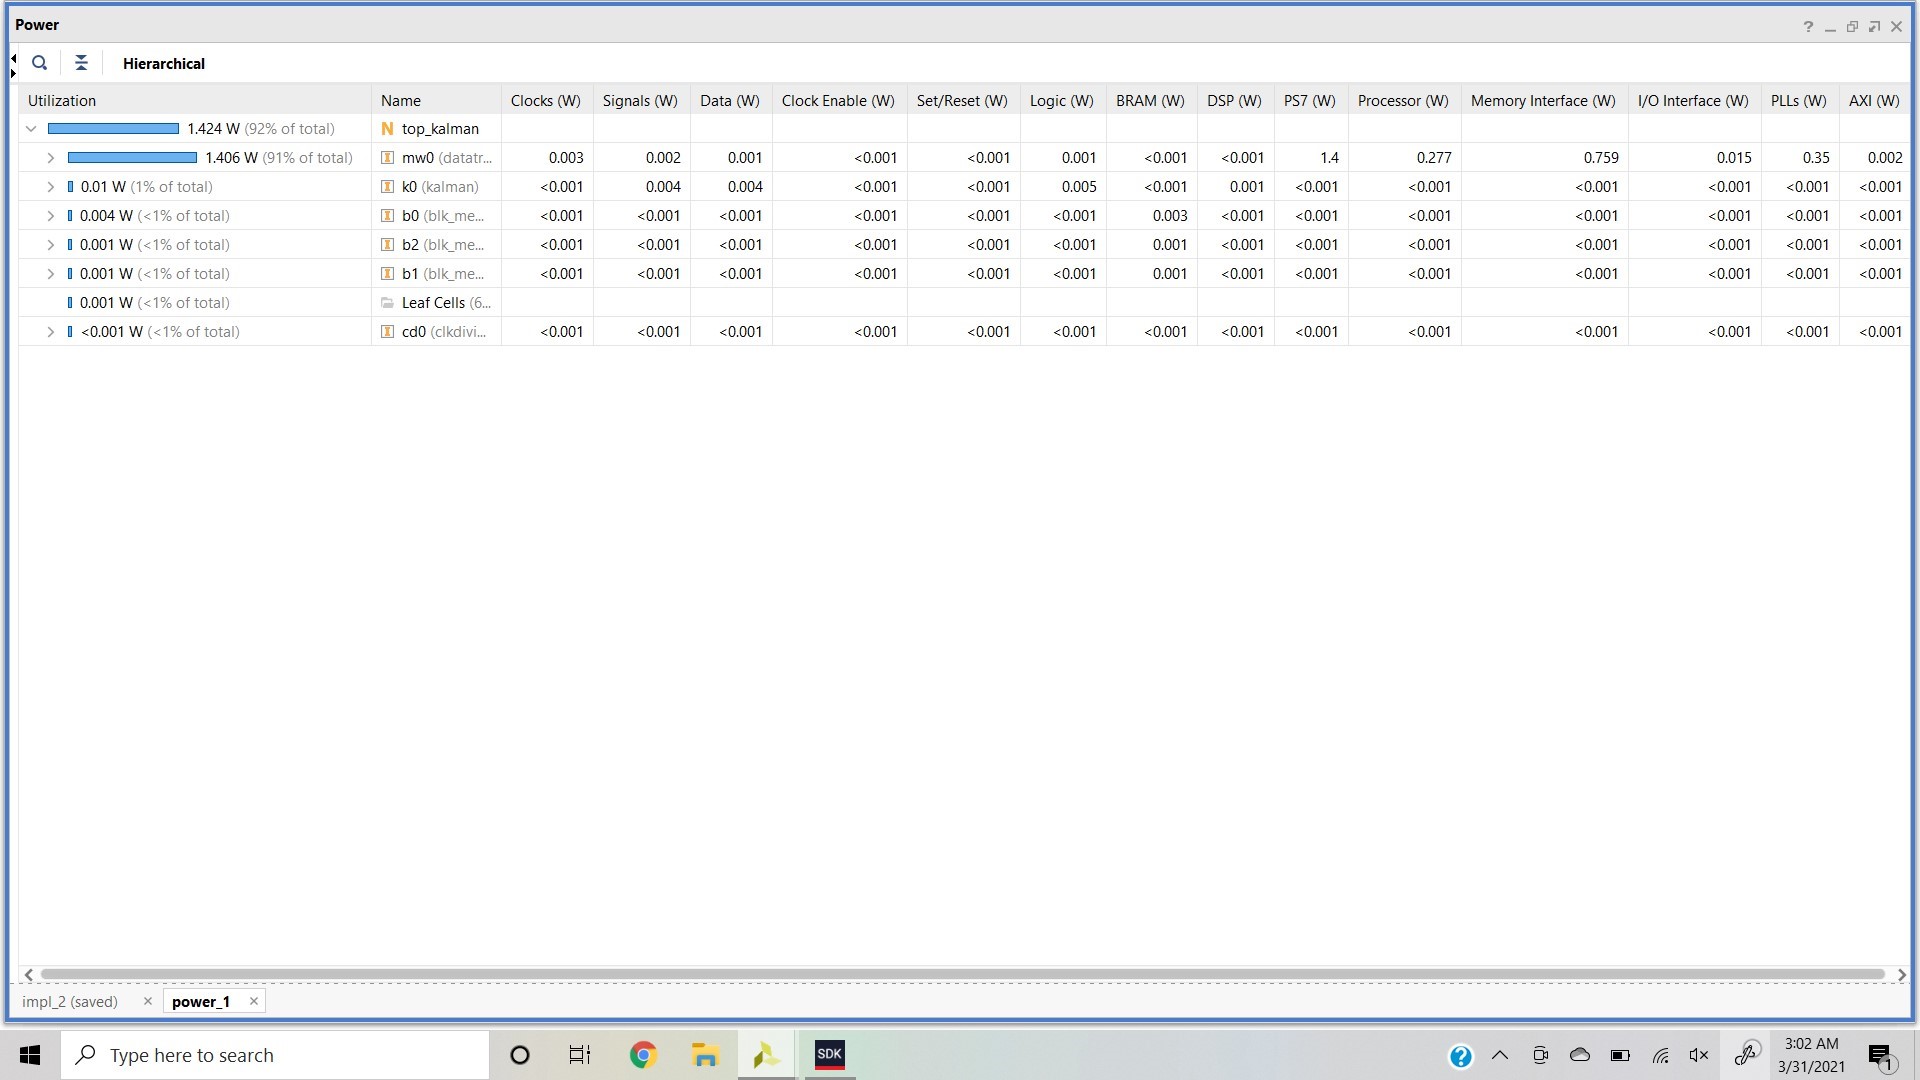 Power
Hierarchical
Utilization Name Clocks (W) Signals (W) Data (W) Clock Enable (W) Set/Reset (W) Logic (W) BRAM (W) DSP (W) PS7 (W) Processor (W) Memory Interface (W) I/O Interface (W) PLLs (W) AXI (W)
1.424 W (92% of total) N top_kalman
1.406 W (91% of total) I mw0 (datatr... 0.003 0.002 0.001 <0.001 <0.001 0.001 <0.001 <0.001 1.4 0.277 0.759 0.015 0.35 0.002
0.01 W (1% of total) I k0 (kalman) <0.001 0.004 0.004 <0.001 <0.001 0.005 <0.001 0.001 <0.001 <0.001 <0.001 <0.001 <0.001 <0.001
0.004 W (<1% of total) I b0 (blk_me... <0.001 <0.001 <0.001 <0.001 <0.001 <0.001 0.003 <0.001 <0.001 <0.001 <0.001 <0.001 <0.001 <0.001
0.001 W (<1% of total) I b2 (blk_me... <0.001 <0.001 <0.001 <0.001 <0.001 <0.001 0.001 <0.001 <0.001 <0.001 <0.001 <0.001 <0.001 <0.001
0.001 W (<1% of total) I b1 (blk_me... <0.001 <0.001 <0.001 <0.001 <0.001 <0.001 0.001 <0.001 <0.001 <0.001 <0.001 <0.001 <0.001 <0.001
0.001 W (<1% of total) Leaf Cells (6...
<0.001 W (<1% of total) I cd0 (clkdivi... <0.001 <0.001 <0.001 <0.001 <0.001 <0.001 <0.001 <0.001 <0.001 <0.001 <0.001 <0.001 <0.001 <0.001
impl_2 (saved) power_1
Type here to search
SDK
3:02 AM
3/31/2021
1